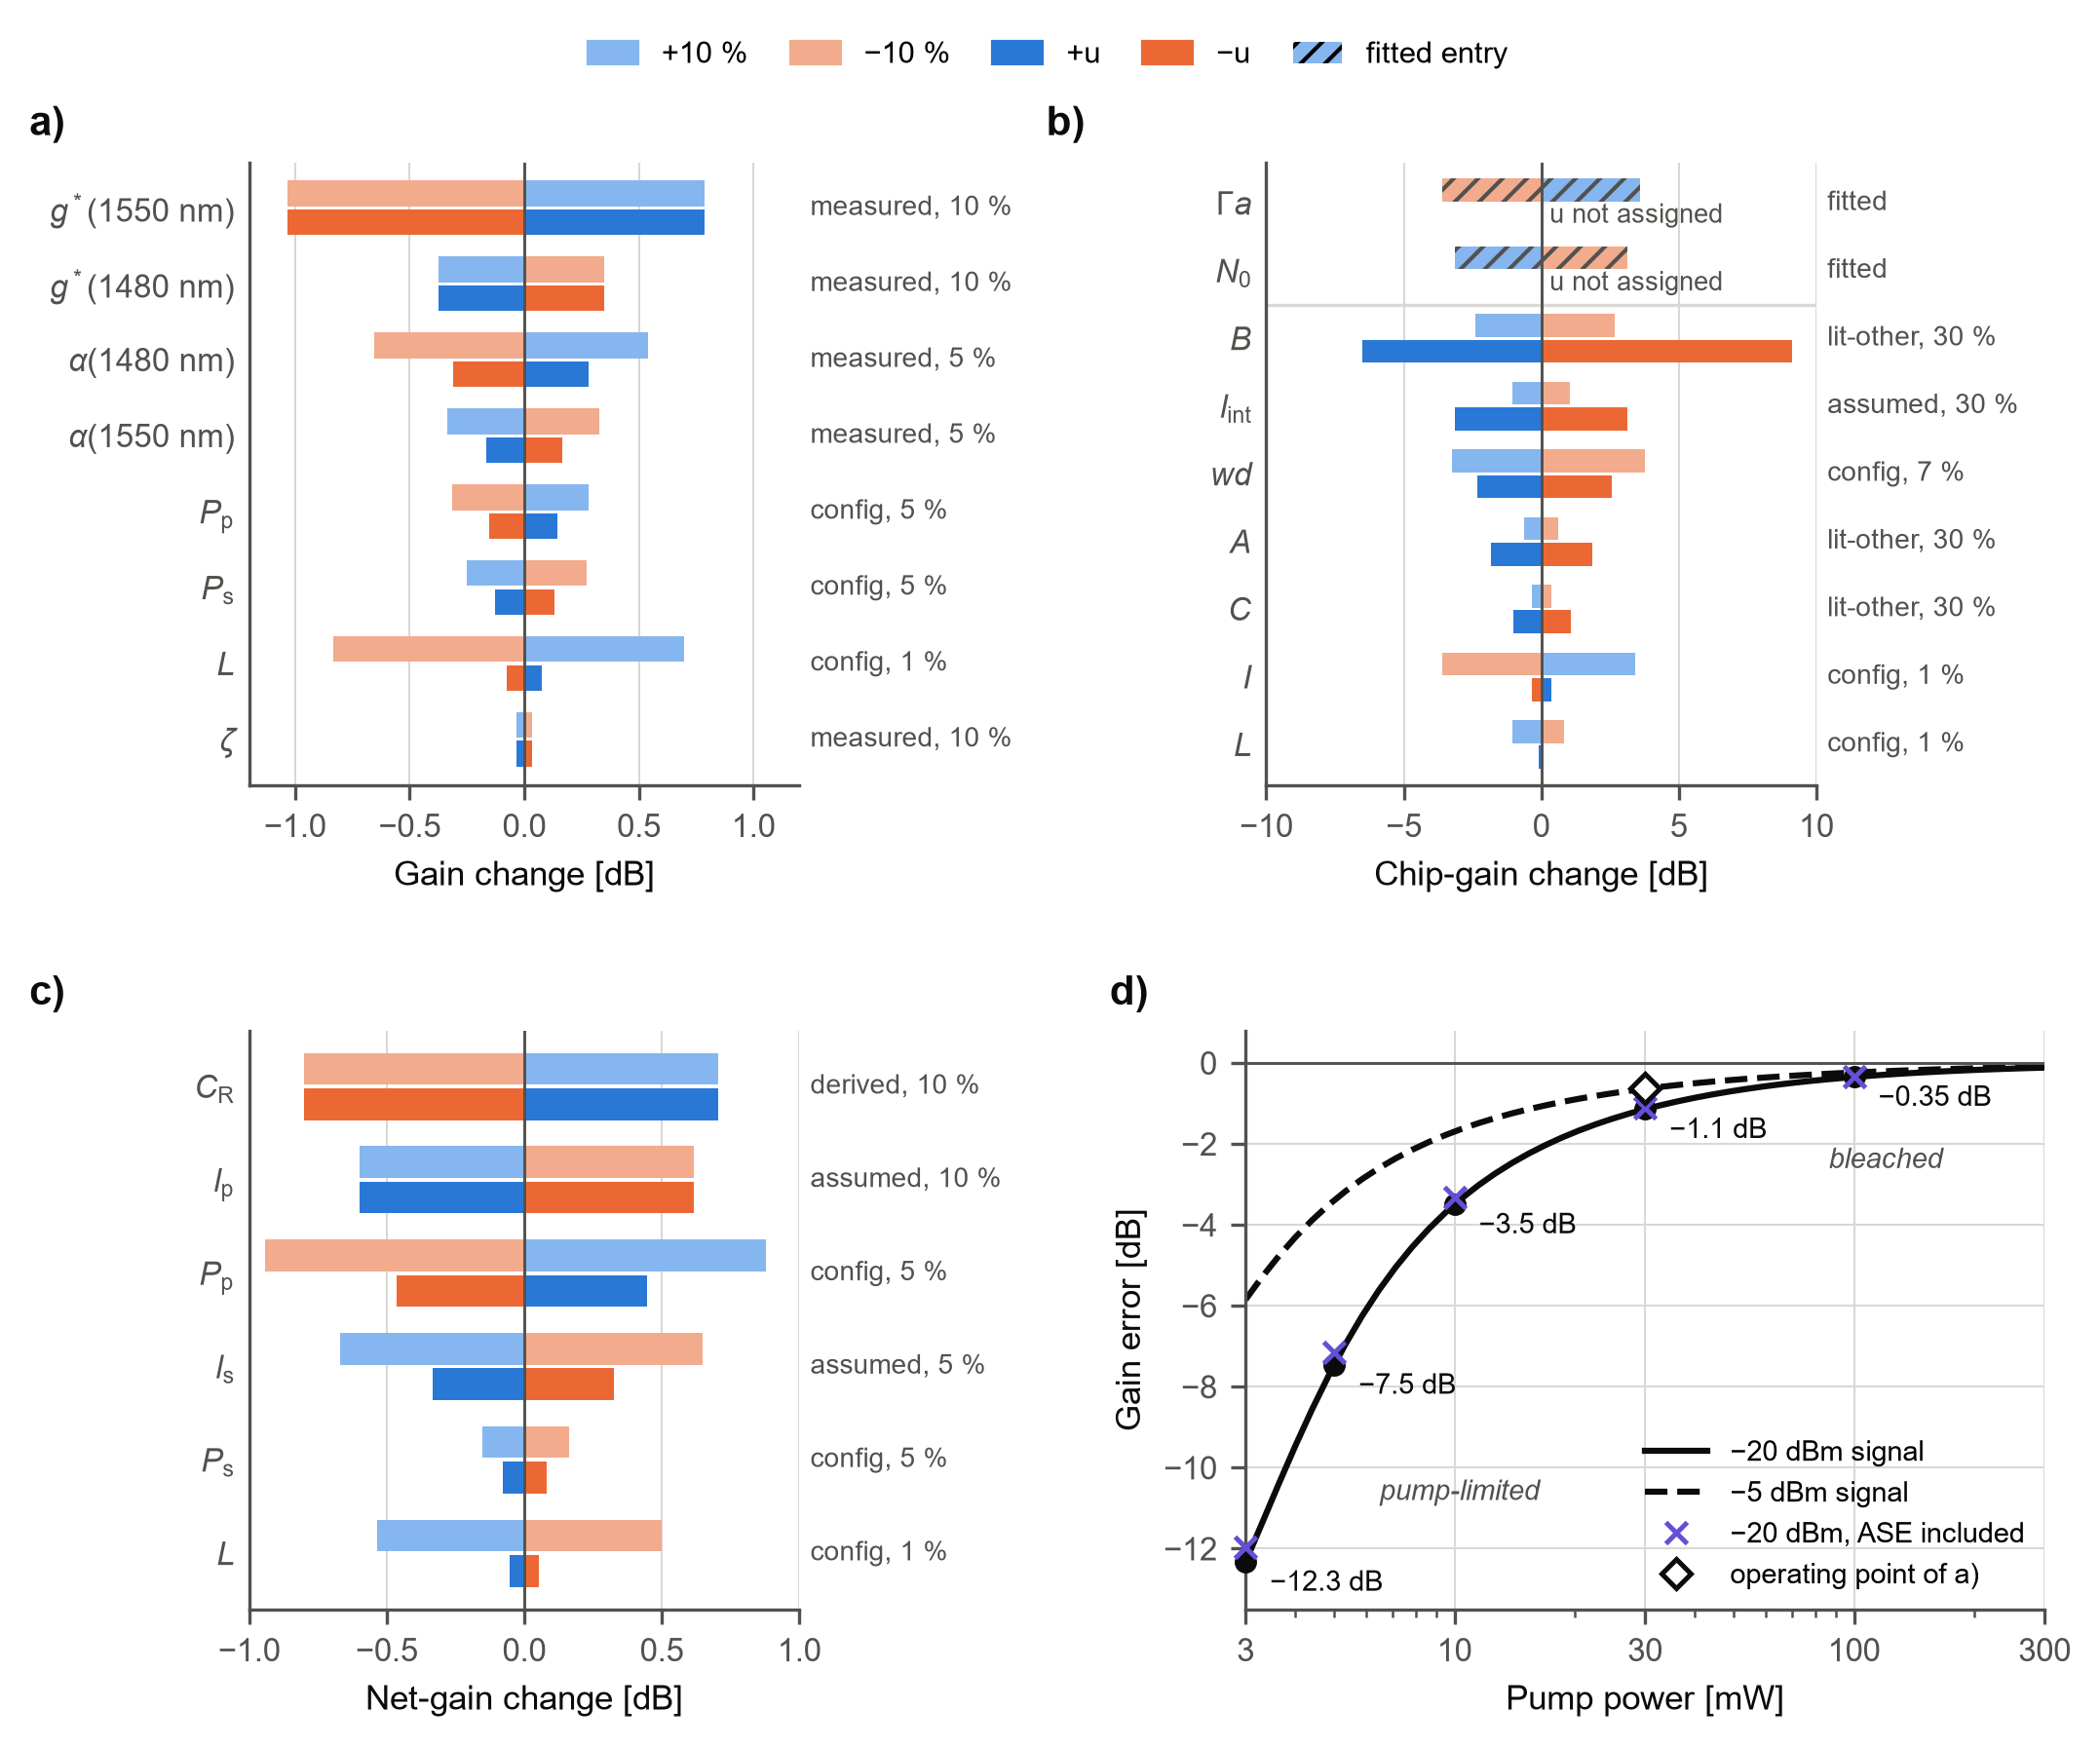 +10 % −10 % +u −u fitted entry
a)
g*(1550 nm) measured, 10 %
g*(1480 nm) measured, 10 %
α(1480 nm) measured, 5 %
α(1550 nm) measured, 5 %
Pp config, 5 %
Ps config, 5 %
L config, 1 %
ζ measured, 10 %
−1.0 −0.5 0.0 0.5 1.0
Gain change [dB]
b)
Γa fitted
u not assigned
N0 fitted
u not assigned
B lit-other, 30 %
lint assumed, 30 %
wd config, 7 %
A lit-other, 30 %
C lit-other, 30 %
I config, 1 %
L config, 1 %
−10 −5 0 5 10
Chip-gain change [dB]
c)
CR derived, 10 %
lp assumed, 10 %
Pp config, 5 %
ls assumed, 5 %
Ps config, 5 %
L config, 1 %
−1.0 −0.5 0.0 0.5 1.0
Net-gain change [dB]
d)
Gain error [dB]
0
−2
−4
−6
−8
−10
−12
−0.35 dB
−1.1 dB
bleached
−3.5 dB
−7.5 dB
pump-limited
−12.3 dB
−20 dBm signal
−5 dBm signal
−20 dBm, ASE included
operating point of a)
3 10 30 100 300
Pump power [mW]